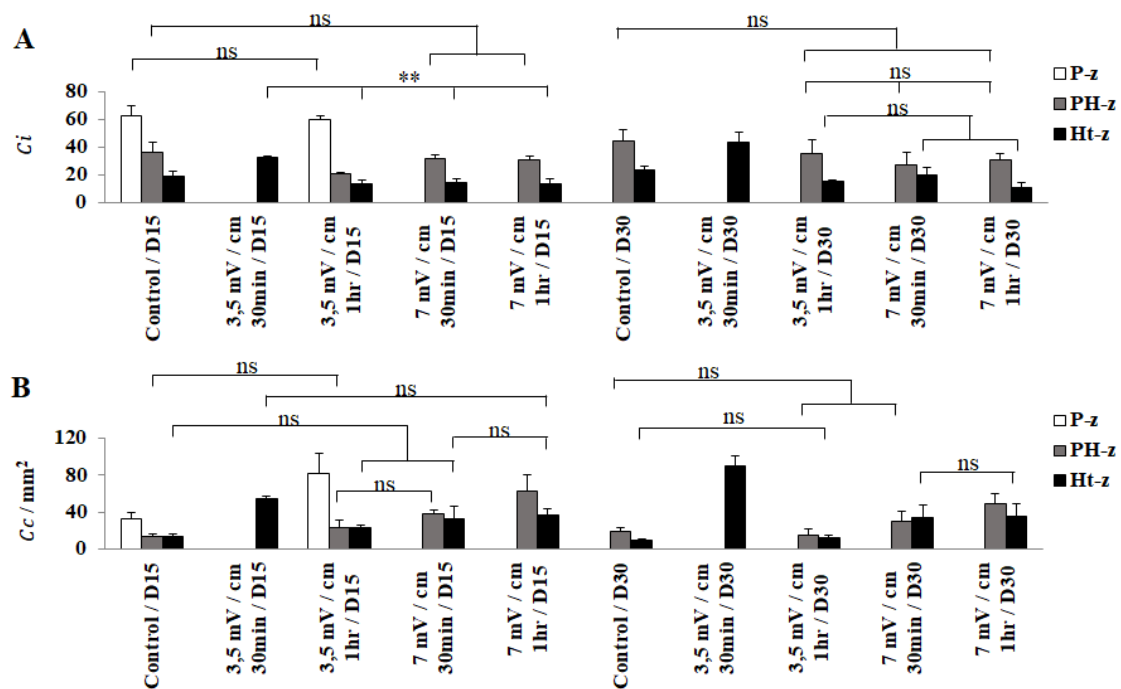 A
ns
ns
ns
**
ns
ns
80
60
40
20
0
Ci
P-z
PH-z
Ht-z
Control / D15
3,5 mV / cm
30min / D15
3,5 mV / cm
1hr / D15
7 mV / cm
30min / D15
7 mV / cm
1hr / D15
Control / D30
3,5 mV / cm
30min / D30
3,5 mV / cm
1hr / D30
7 mV / cm
30min / D30
7 mV / cm
1hr / D30
B
ns
ns
ns
ns
ns
ns
ns
ns
120
80
40
0
Cc / mm²
P-z
PH-z
Ht-z
Control / D15
3,5 mV / cm
30min / D15
3,5 mV / cm
1hr / D15
7 mV / cm
30min / D15
7 mV / cm
1hr / D15
Control / D30
3,5 mV / cm
30min / D30
3,5 mV / cm
1hr / D30
7 mV / cm
30min / D30
7 mV / cm
1hr / D30